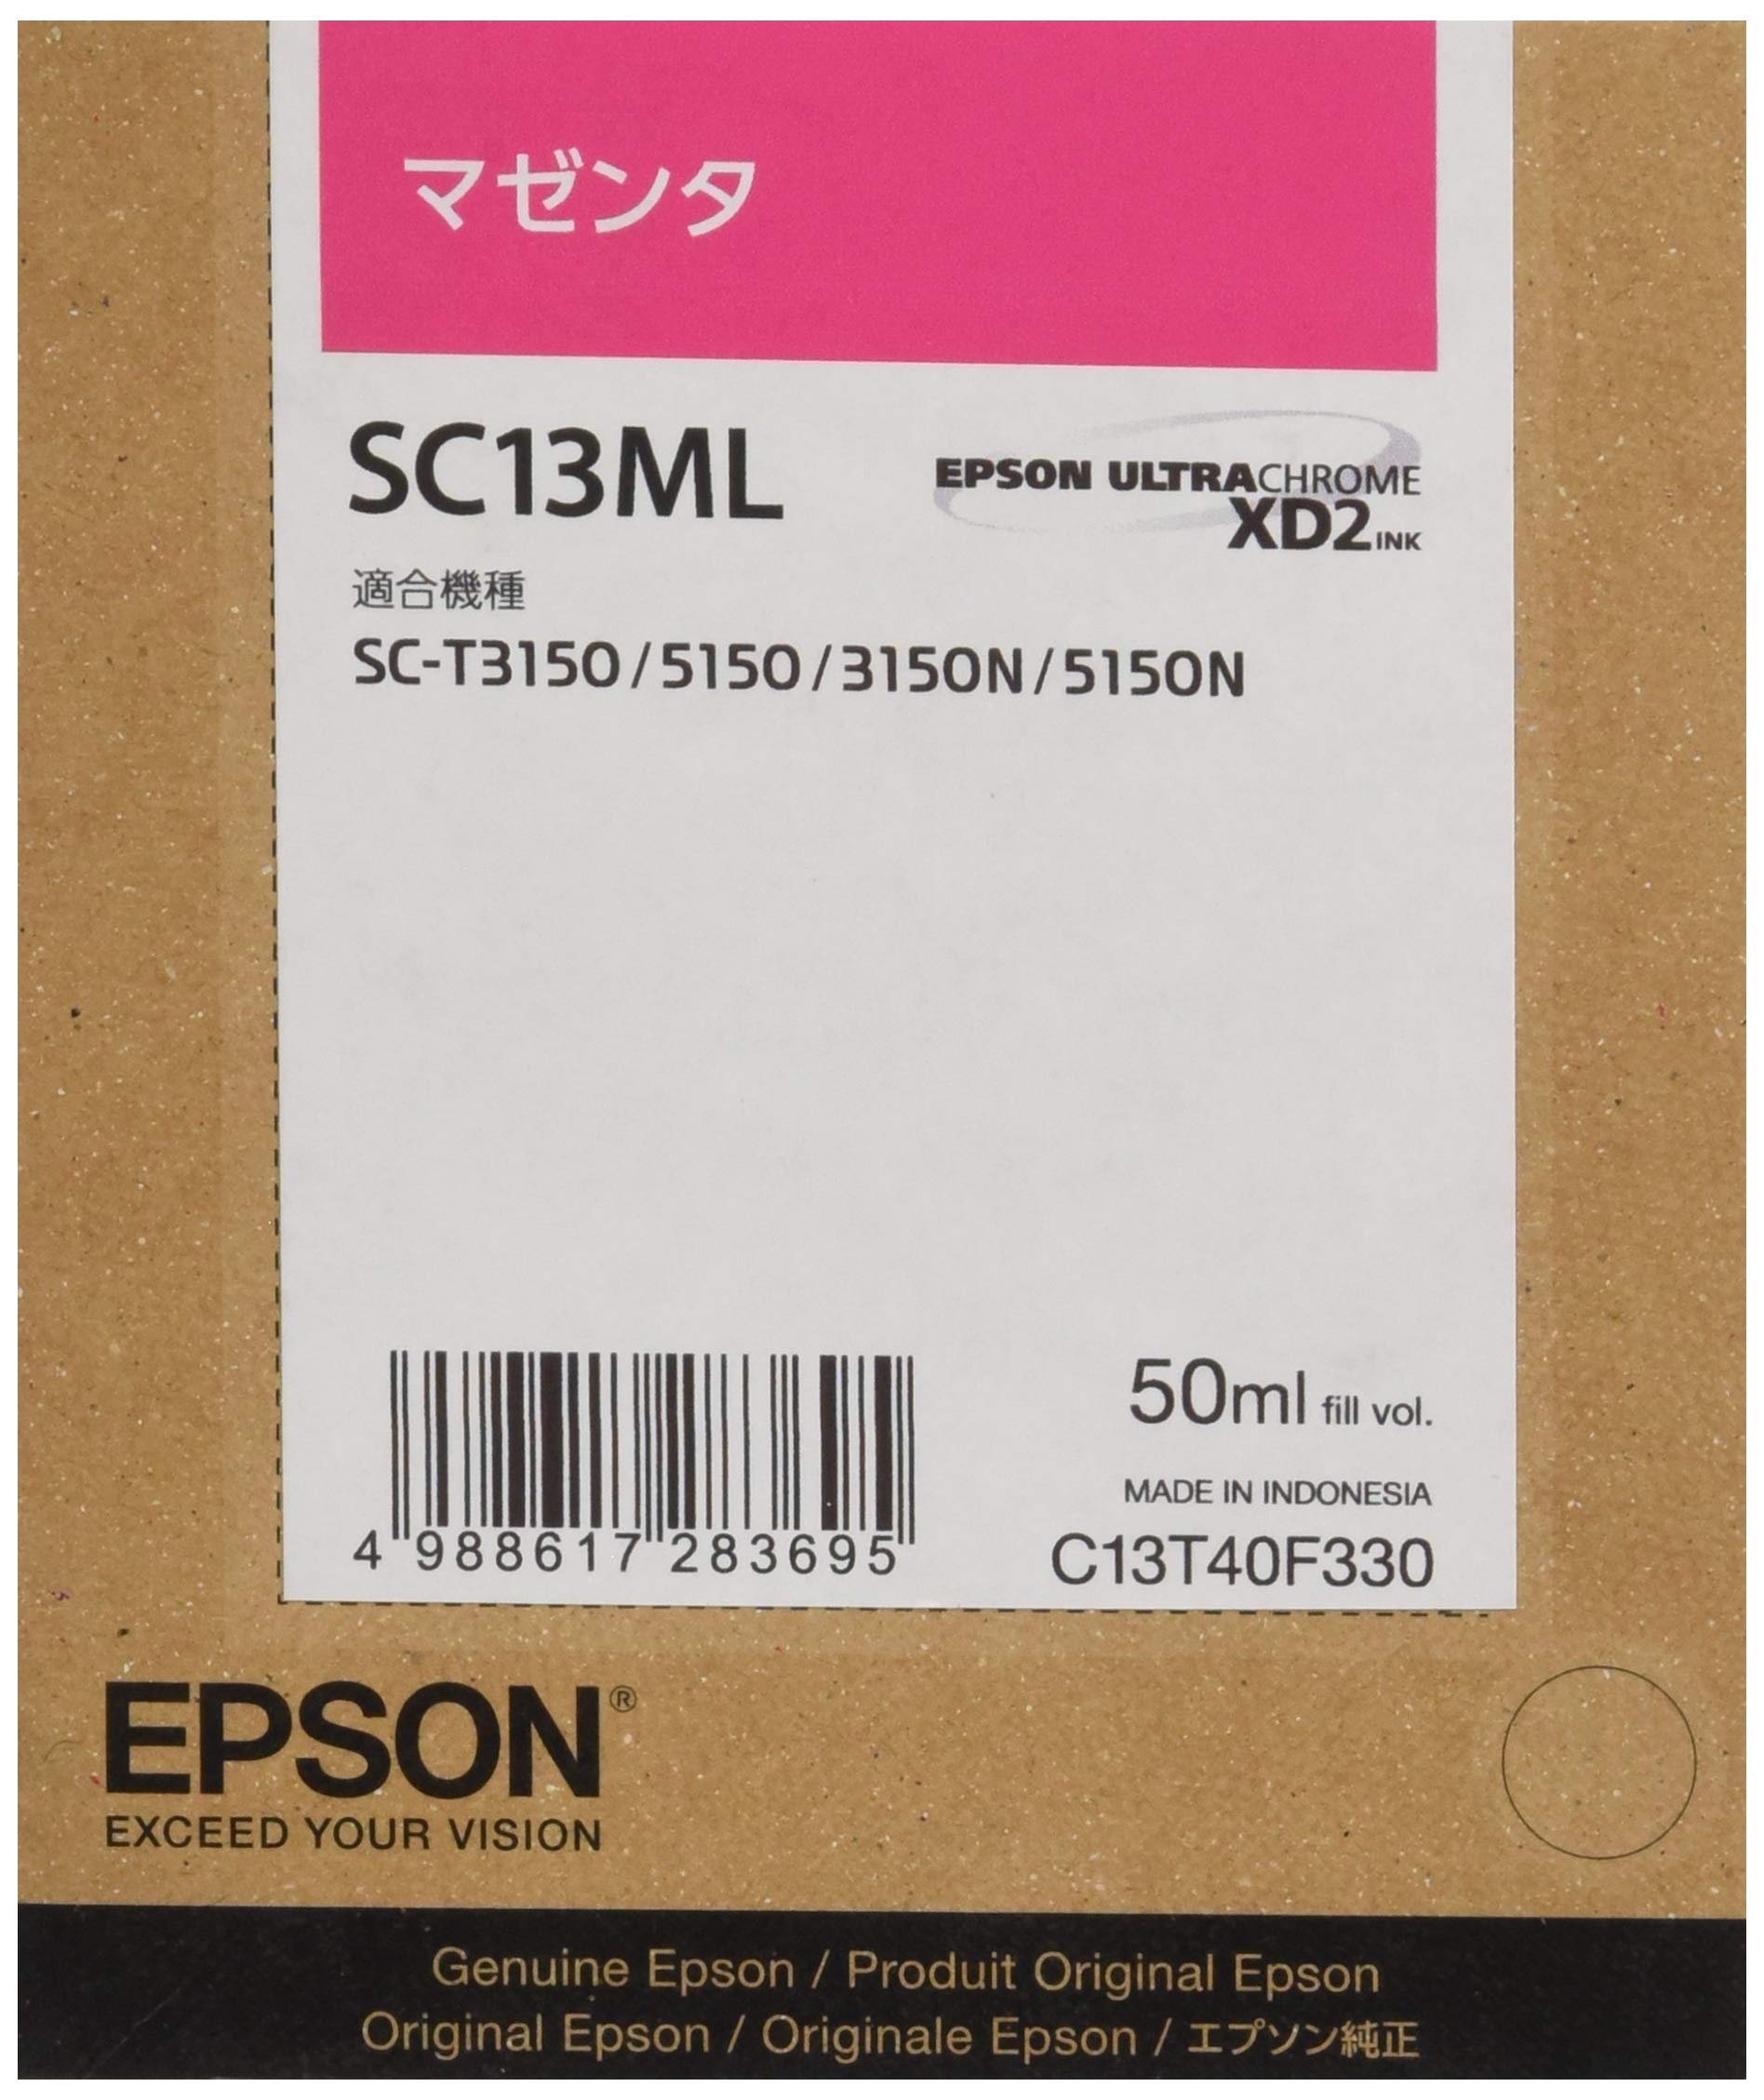 マゼンタ
SC13ML
EPSON ULTRACHROME
XD2 INK
適合機種
SC-T3150/5150/3150N/5150N
50ml fill vol.
MADE IN INDONESIA
4 988617 283695
C13T40F330
EPSON®
EXCEED YOUR VISION
Genuine Epson / Produit Original Epson
Original Epson / Originale Epson / エプソン純正